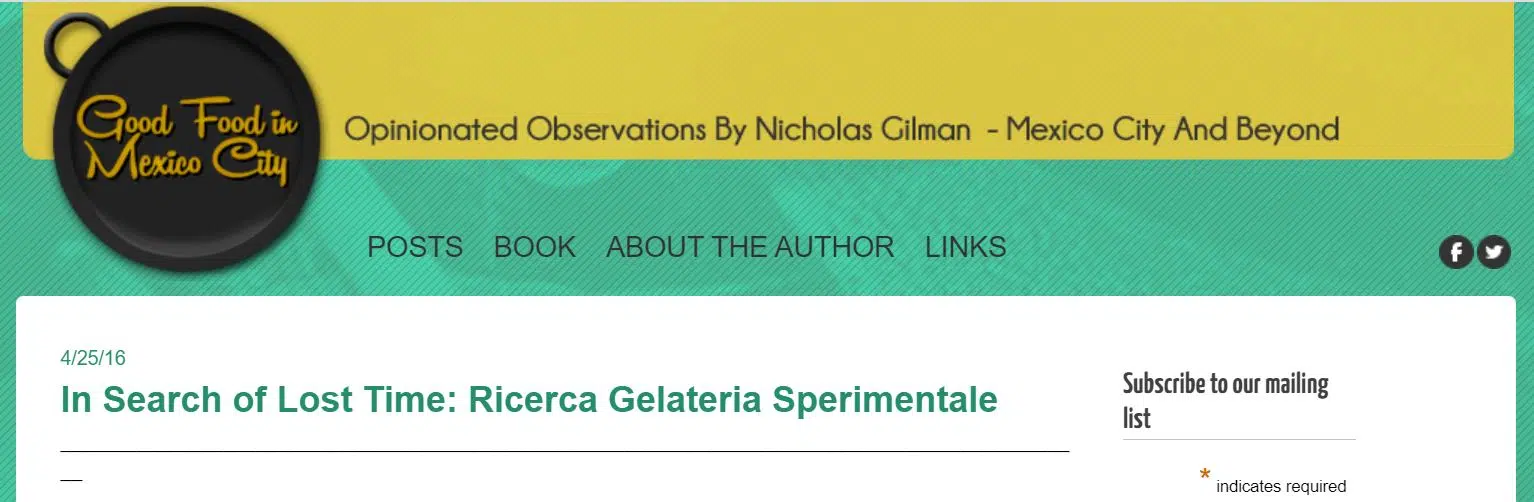 Good Food in
Mexico City
Opinionated Observations By Nicholas Gilman - Mexico City And Beyond
POSTS BOOK ABOUT THE AUTHOR LINKS
4/25/16
In Search of Lost Time: Ricerca Gelateria Sperimentale
Subscribe to our mailing
list
* indicates required